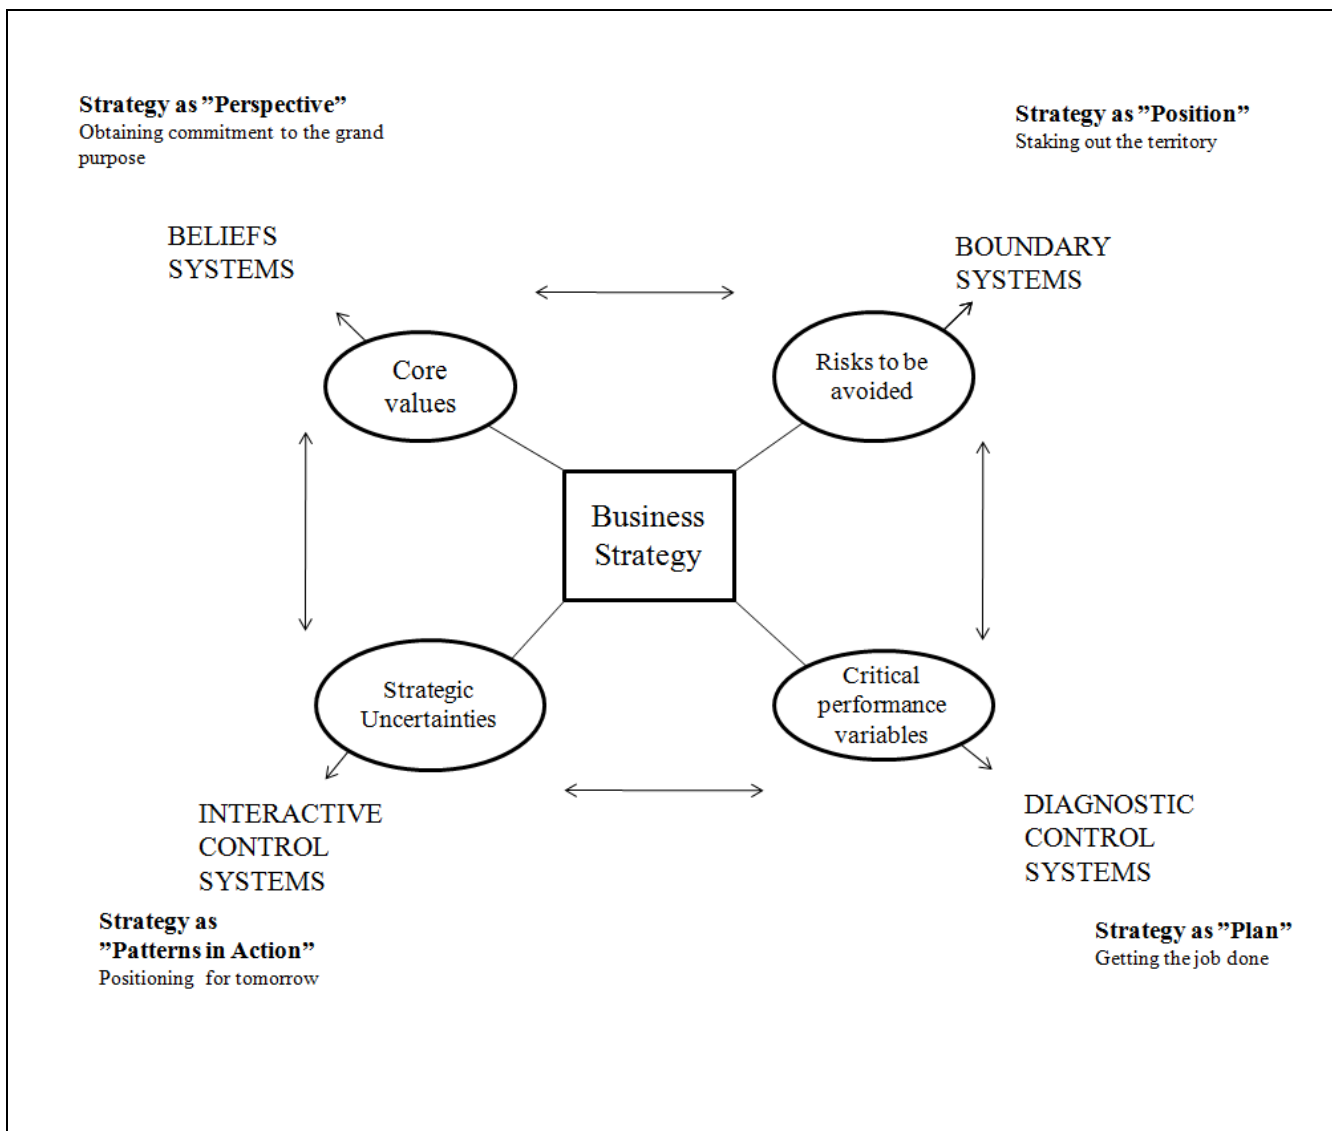 Strategy as ”Perspective”
Obtaining commitment to the grand
purpose
Strategy as ”Position”
Staking out the territory
BELIEFS
SYSTEMS
BOUNDARY
SYSTEMS
Core
values
Risks to be
avoided
Business
Strategy
Strategic
Uncertainties
Critical
performance
variables
INTERACTIVE
CONTROL
SYSTEMS
DIAGNOSTIC
CONTROL
SYSTEMS
Strategy as
”Patterns in Action”
Positioning for tomorrow
Strategy as ”Plan”
Getting the job done